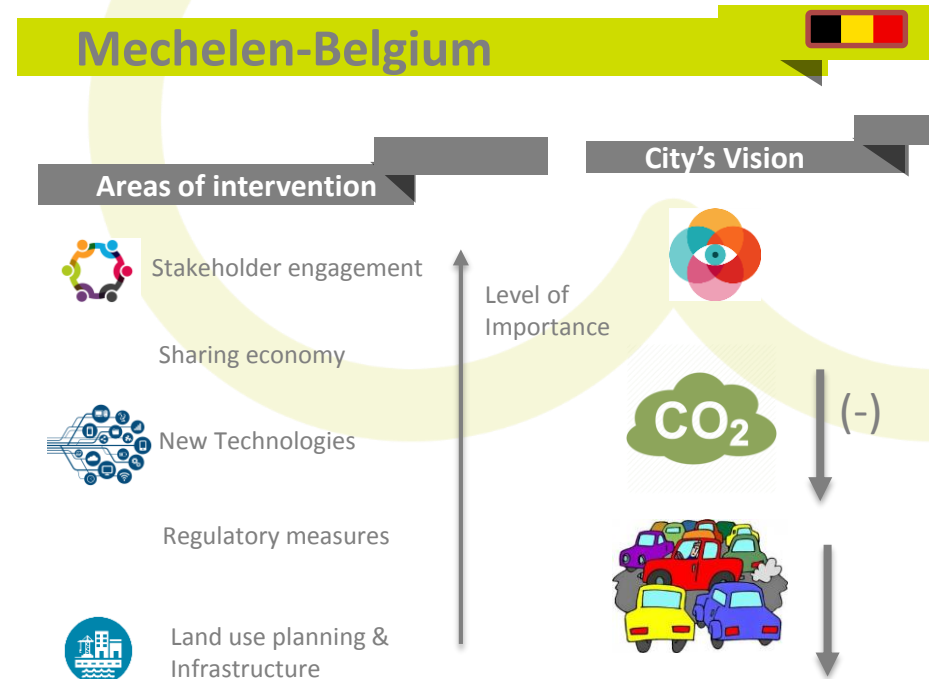 Mechelen-Belgium
Areas of intervention
Stakeholder engagement
Sharing economy
New Technologies
Regulatory measures
Land use planning &
Infrastructure
Level of
Importance
City's Vision
CO₂
(-)